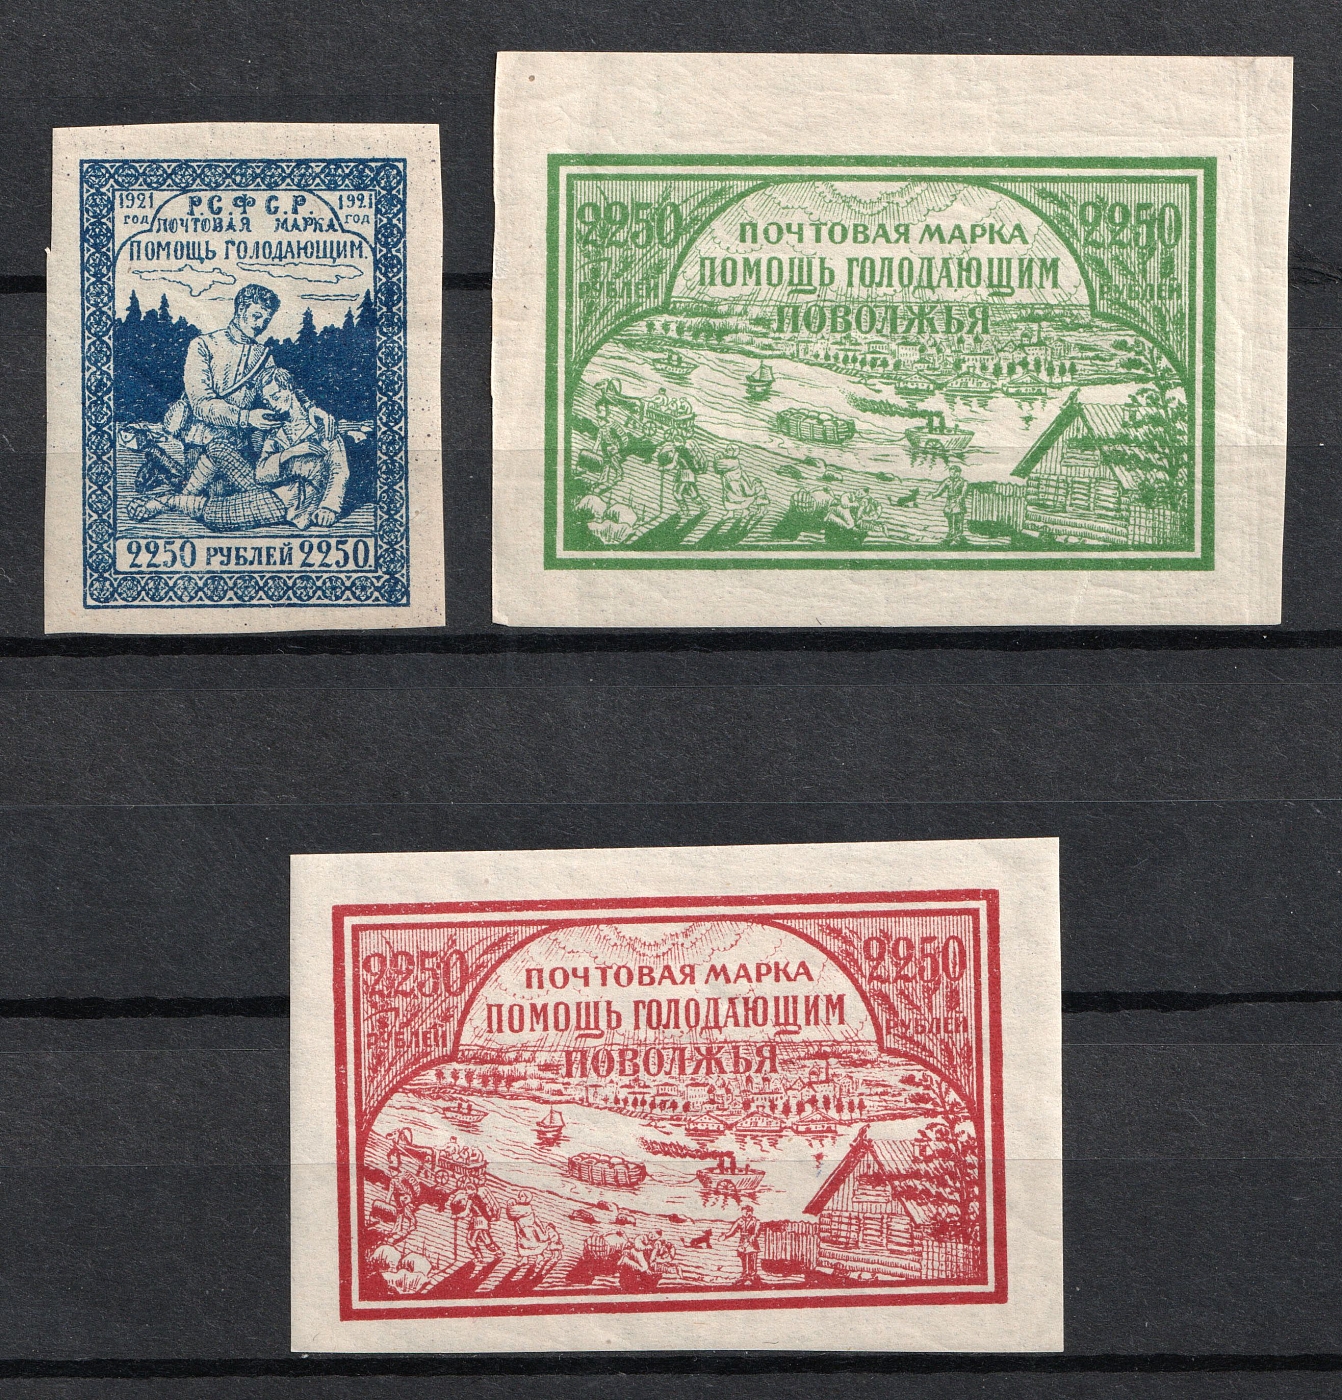 1921 Р.С.Ф.С.Р. 1921
ГОД ПОЧТОВАЯ МАРКА ГОД
ПОМОЩЬ ГОЛОДАЮЩИМ.
2250 РУБЛЕЙ 2250
2250 2250
ПОЧТОВАЯ МАРКА
ПОМОЩЬ ГОЛОДАЮЩИМ
РУБЛЕЙ РУБЛЕЙ
ПОВОЛЖЬЯ
2250 2250
ПОЧТОВАЯ МАРКА
ПОМОЩЬ ГОЛОДАЮЩИМ
РУБЛЕЙ РУБЛЕЙ
ПОВОЛЖЬЯ